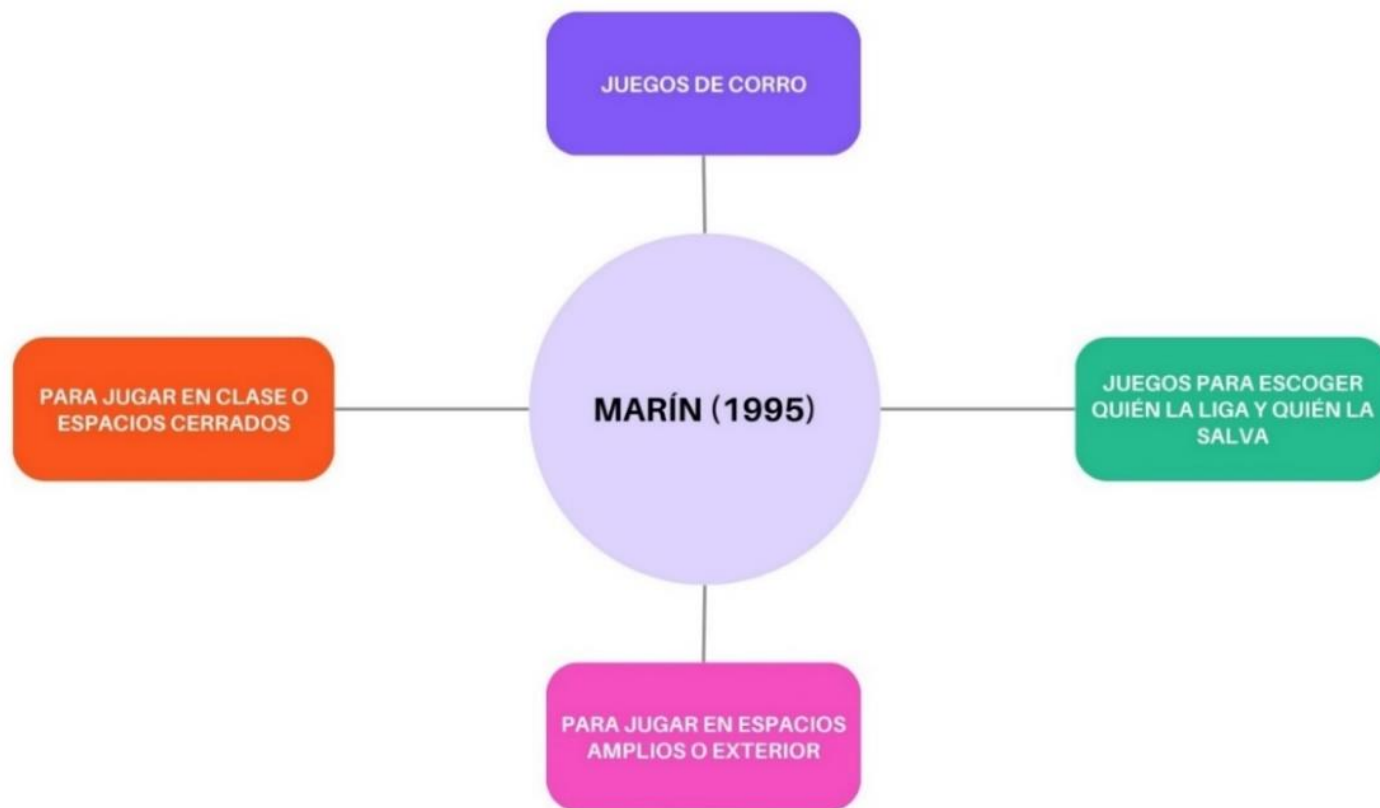 JUEGOS DE CORRO
PARA JUGAR EN CLASE O
ESPACIOS CERRADOS
MARÍN (1995)
JUEGOS PARA ESCOGER
QUIÉN LA LIGA Y QUIÉN LA
SALVA
PARA JUGAR EN ESPACIOS
AMPLIOS O EXTERIOR